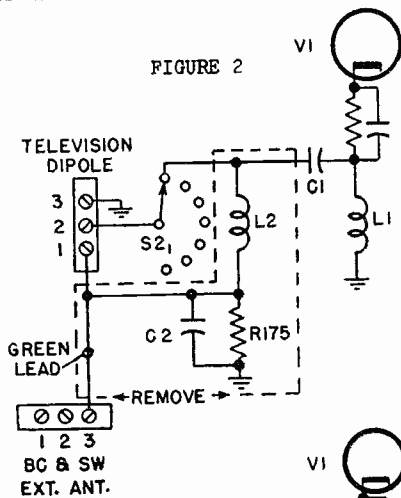 FIGURE 2
V1
TELEVISION
DIPOLE
3
2
1
S2₁
C1
L2
L1
C2
R175
GREEN
LEAD
REMOVE
1 2 3
BC & SW
EXT. ANT.
V1